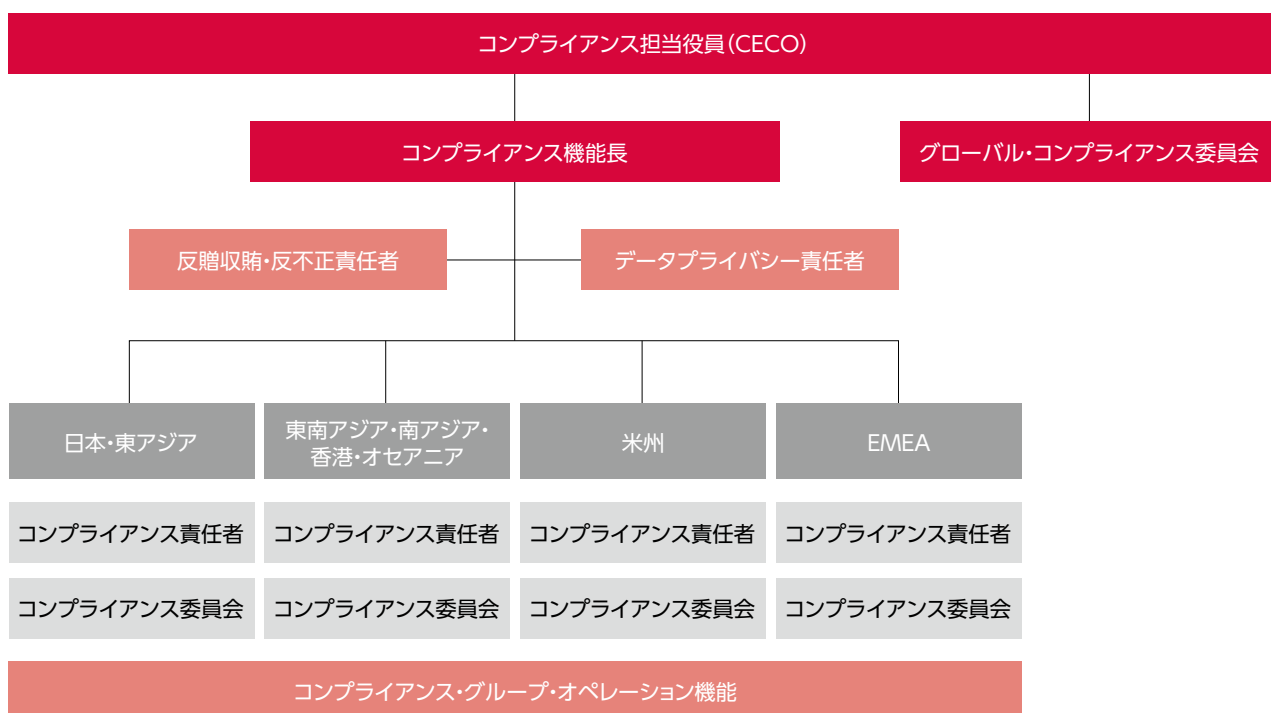 コンプライアンス担当役員(CECO)
コンプライアンス機能長
グローバル・コンプライアンス委員会
反贈収賄・反不正責任者
データプライバシー責任者
日本・東アジア
東南アジア・南アジア・
香港・オセアニア
米州
EMEA
コンプライアンス責任者
コンプライアンス責任者
コンプライアンス責任者
コンプライアンス責任者
コンプライアンス委員会
コンプライアンス委員会
コンプライアンス委員会
コンプライアンス委員会
コンプライアンス・グループ・オペレーション機能